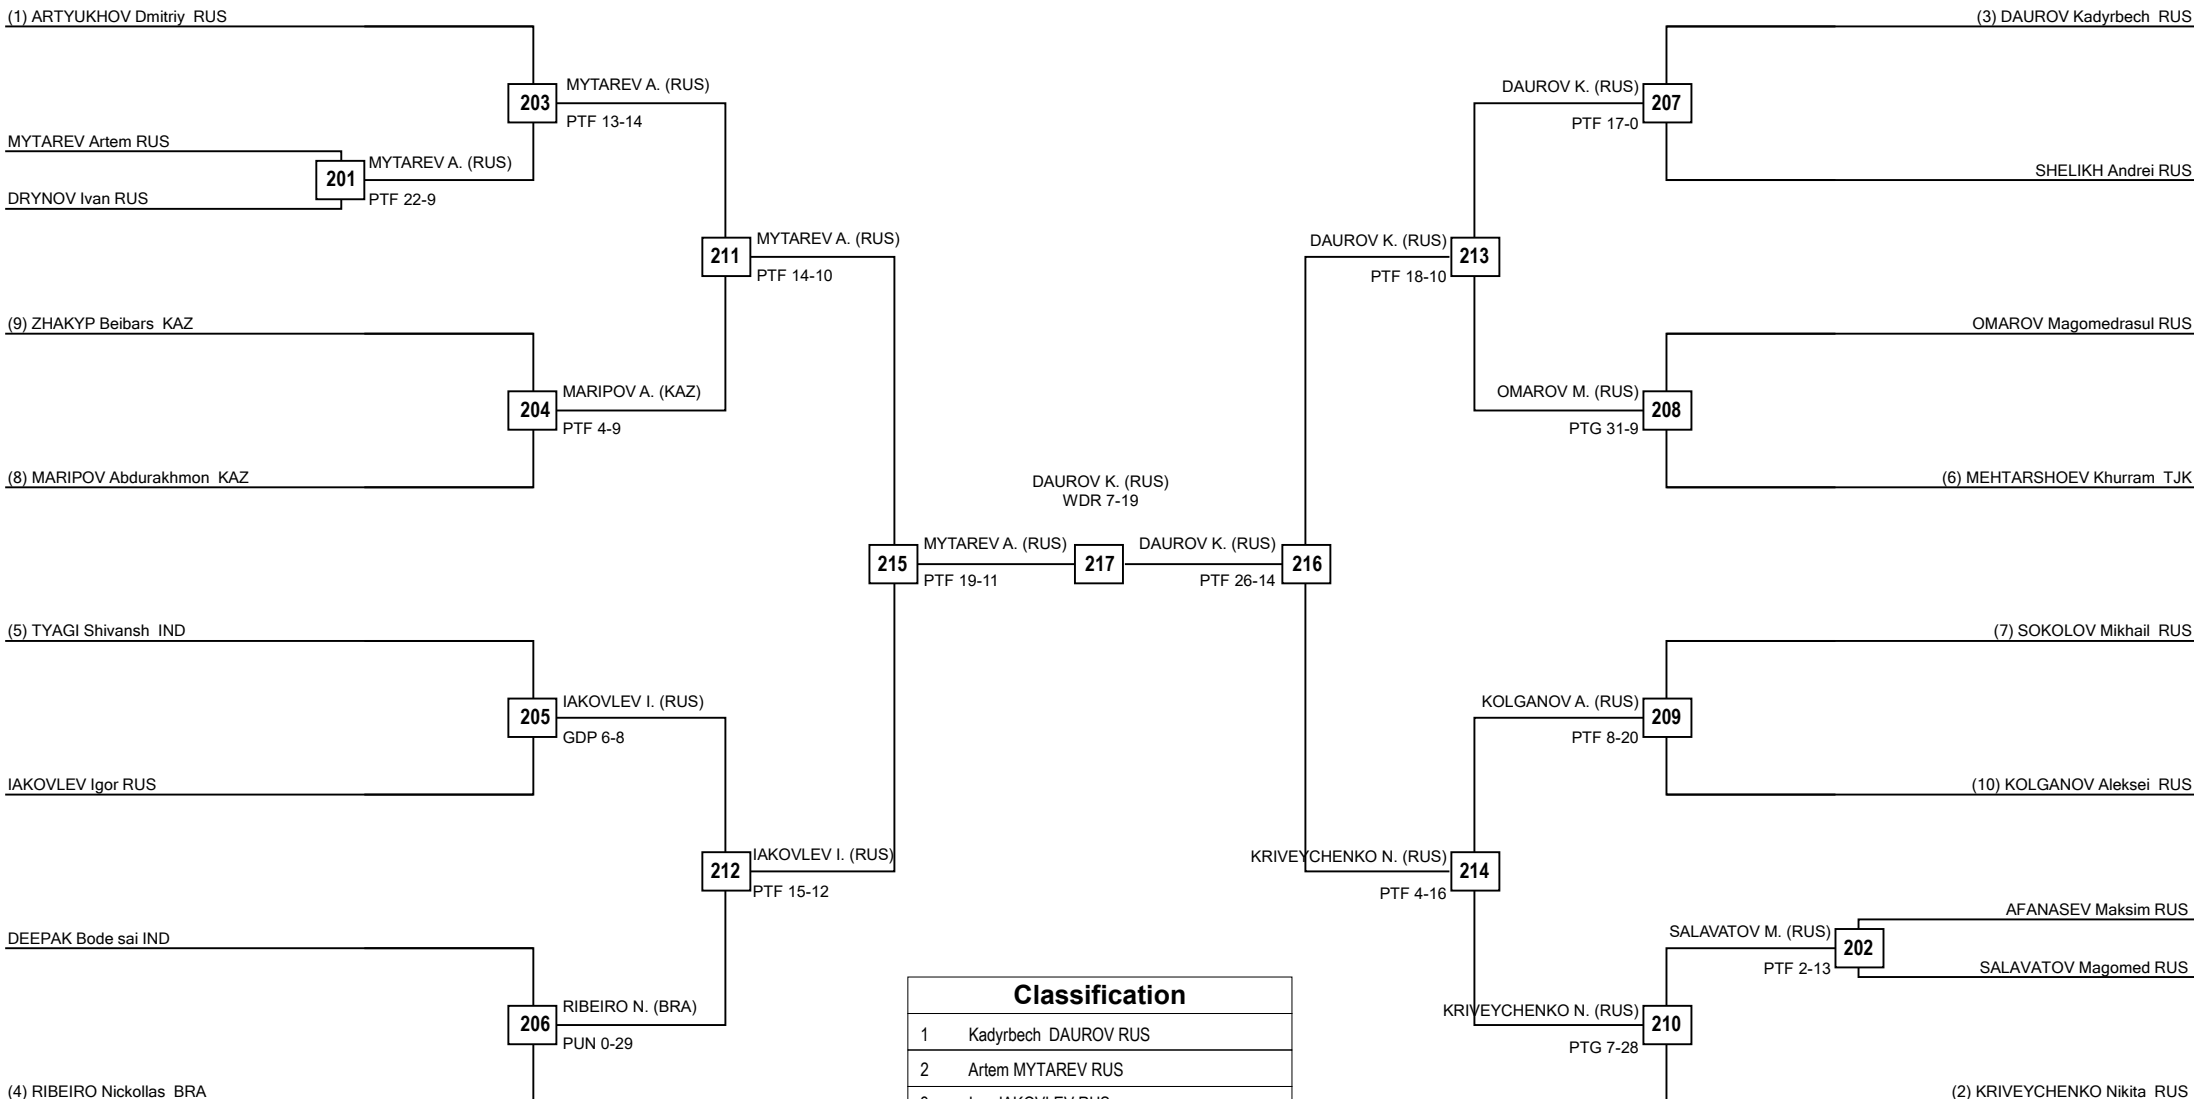 (1) ARTYUKHOV Dmitriy RUS
(3) DAUROV Kadyrbech RUS
MYTAREV A. (RUS)
203
PTF 13-14
DAUROV K. (RUS)
207
PTF 17-0
MYTAREV Artem RUS
MYTAREV A. (RUS)
201
PTF 22-9
DRYNOV Ivan RUS
SHELIKH Andrei RUS
MYTAREV A. (RUS)
211
PTF 14-10
DAUROV K. (RUS)
213
PTF 18-10
(9) ZHAKYP Beibars KAZ
OMAROV Magomedrasul RUS
MARIPOV A. (KAZ)
204
PTF 4-9
OMAROV M. (RUS)
208
PTG 31-9
(8) MARIPOV Abdurakhmon KAZ
(6) MEHTARSHOEV Khurram TJK
DAUROV K. (RUS)
WDR 7-19
215
MYTAREV A. (RUS)
PTF 19-11
217
DAUROV K. (RUS)
PTF 26-14
216
(5) TYAGI Shivansh IND
(7) SOKOLOV Mikhail RUS
IAKOVLEV I. (RUS)
205
GDP 6-8
KOLGANOV A. (RUS)
209
PTF 8-20
IAKOVLEV Igor RUS
(10) KOLGANOV Aleksei RUS
IAKOVLEV I. (RUS)
212
PTF 15-12
KRIVEYCHENKO N. (RUS)
214
PTF 4-16
DEEPAK Bode sai IND
AFANASEV Maksim RUS
SALAVATOV M. (RUS)
202
PTF 2-13
SALAVATOV Magomed RUS
RIBEIRO N. (BRA)
206
PUN 0-29
KRIVEYCHENKO N. (RUS)
210
PTG 7-28
(4) RIBEIRO Nickollas BRA
(2) KRIVEYCHENKO Nikita RUS
Classification
1 Kadyrbech DAUROV RUS
2 Artem MYTAREV RUS
IAKOVLEV RUS